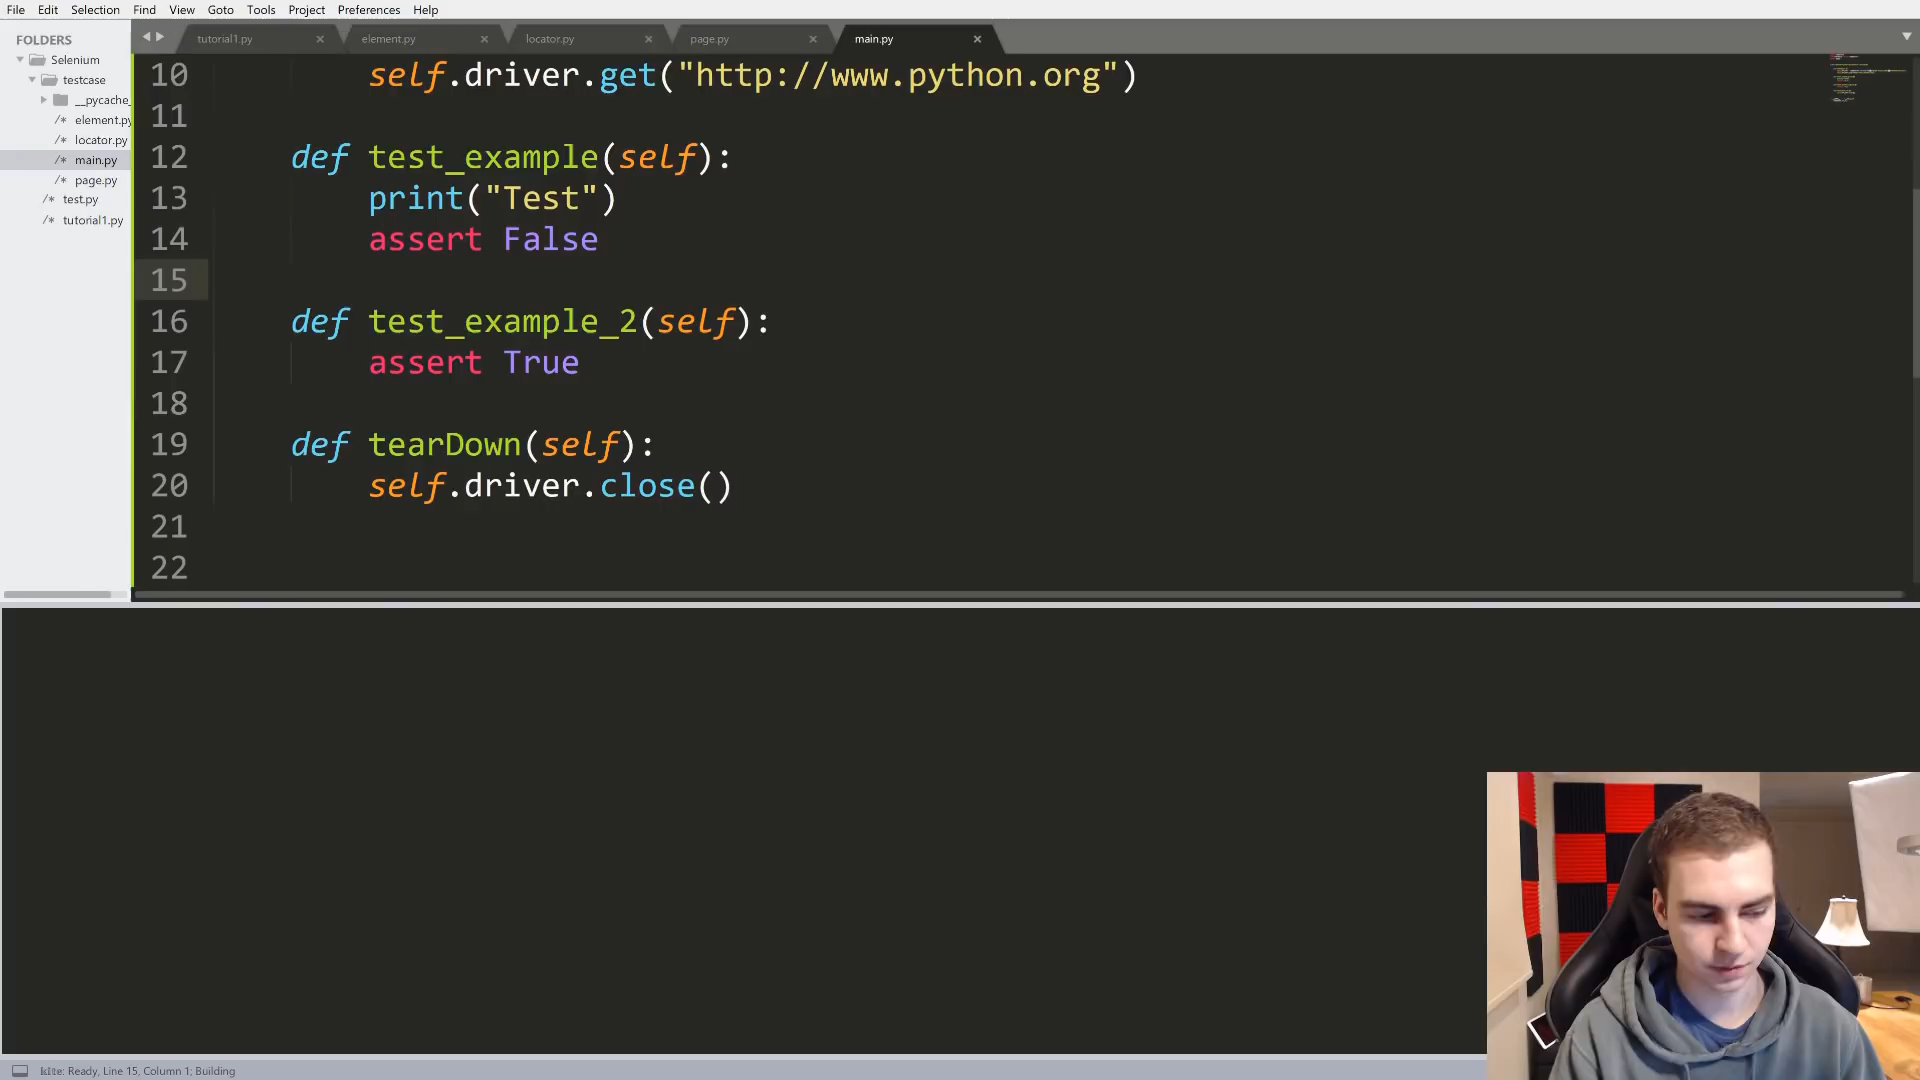 File Edit Selection Find View Goto Tools Project Preferences Help
FOLDERS
Selenium
testcase
__pycache_
/* element.py
/* locator.py
/* main.py
/* page.py
/* test.py
/* tutorial1.py
tutorial1.py × element.py × locator.py × page.py × main.py ×
10 self.driver.get("http://www.python.org")
11
12 def test_example(self):
13 print("Test")
14 assert False
15
16 def test_example_2(self):
17 assert True
18
19 def tearDown(self):
20 self.driver.close()
21
22
Ready, Line 15, Column 1; Building